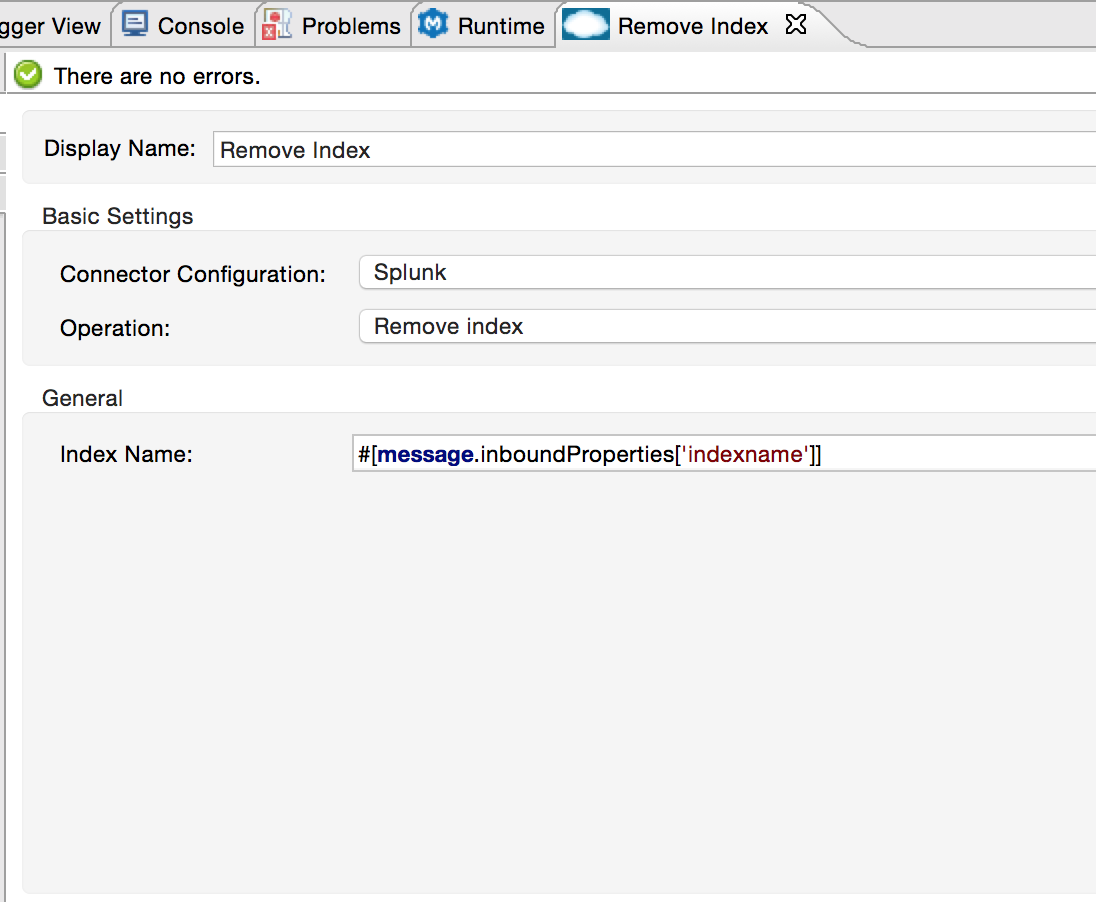 gger View Console Problems Runtime Remove Index
There are no errors.
Display Name: Remove Index
Basic Settings
Connector Configuration: Splunk
Operation: Remove index
General
Index Name: #[message.inboundProperties['indexname']]